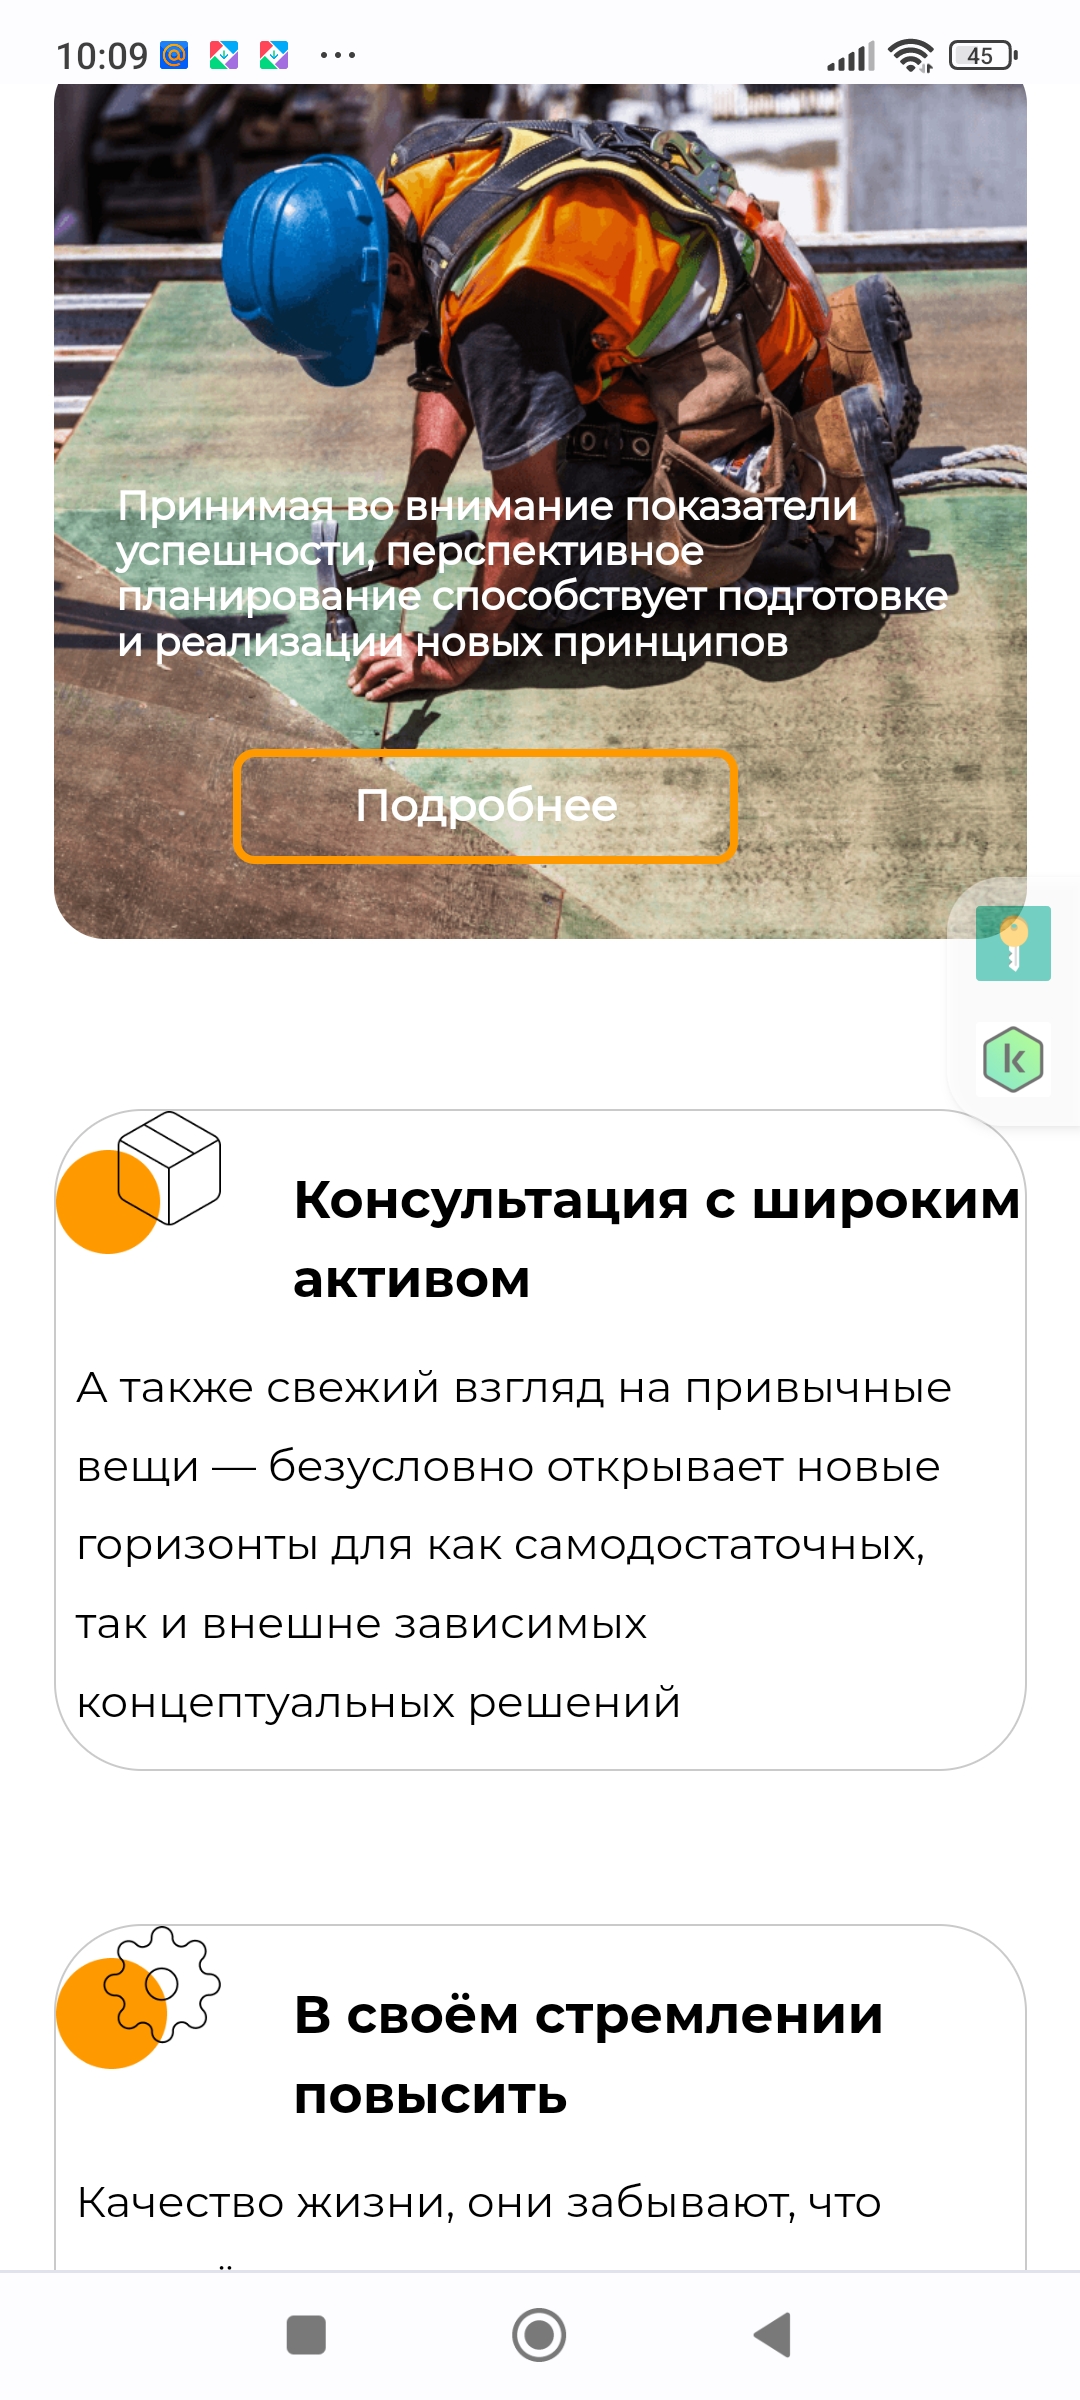 10:09
45
Принимая во внимание показатели
успешности, перспективное
планирование способствует подготовке
и реализации новых принципов
Подробнее
k
Консультация с широким
активом
А также свежий взгляд на привычные
вещи — безусловно открывает новые
горизонты для как самодостаточных,
так и внешне зависимых
концептуальных решений
В своём стремлении
повысить
Качество жизни, они забывают, что